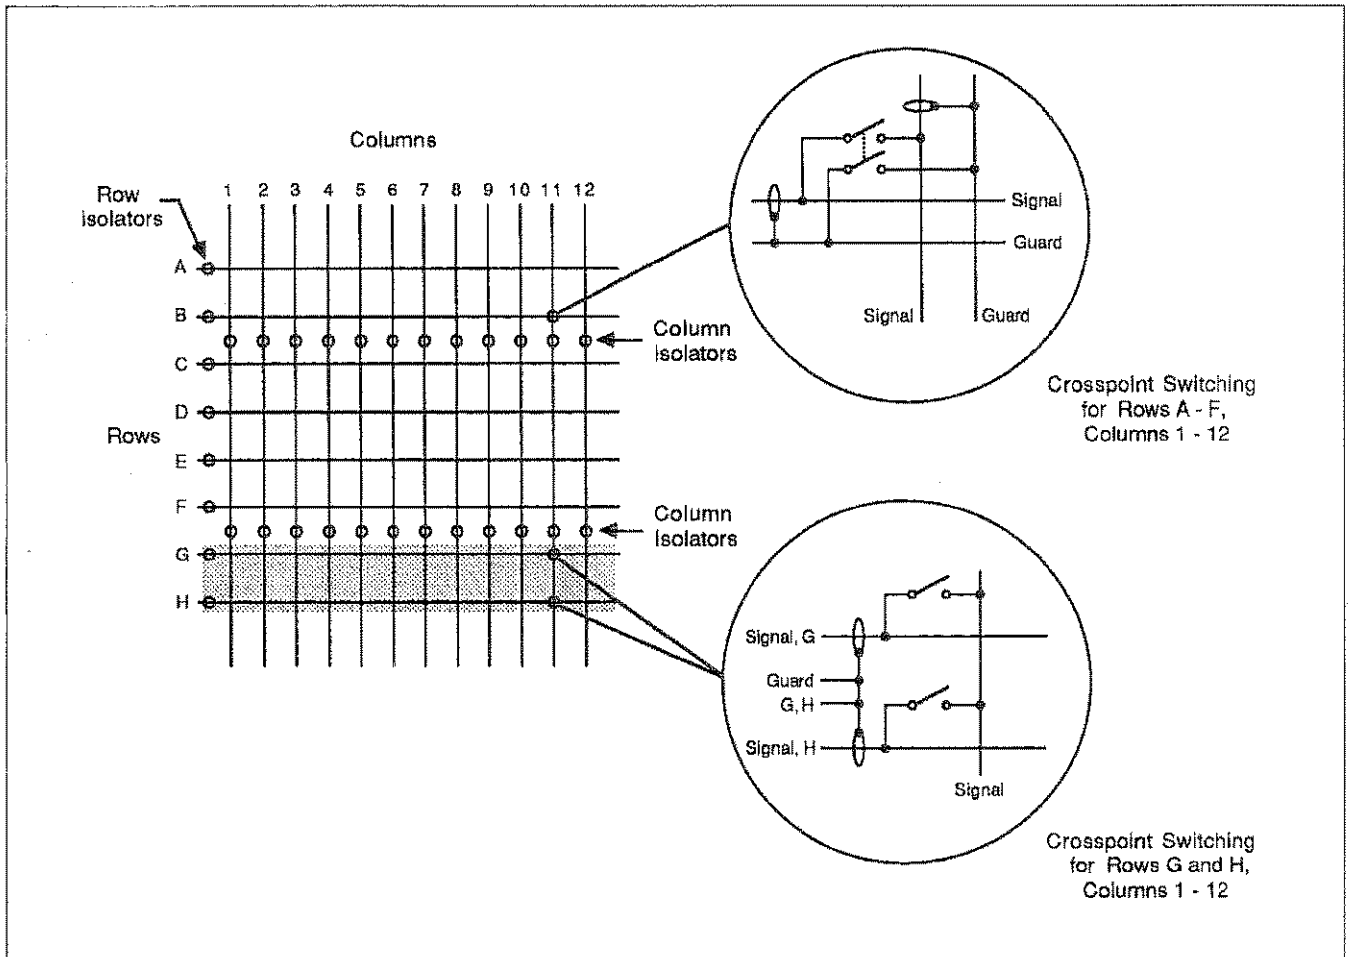 Columns
1 2 3 4 5 6 7 8 9 10 11 12
Row
isolators
A
B
C
D
E
F
G
H
Rows
Column
Isolators
Column
Isolators
Signal
Guard
Signal
Guard
Crosspoint Switching
for Rows A - F,
Columns 1 - 12
Signal, G
Guard
G, H
Signal, H
Signal
Crosspoint Switching
for Rows G and H,
Columns 1 - 12